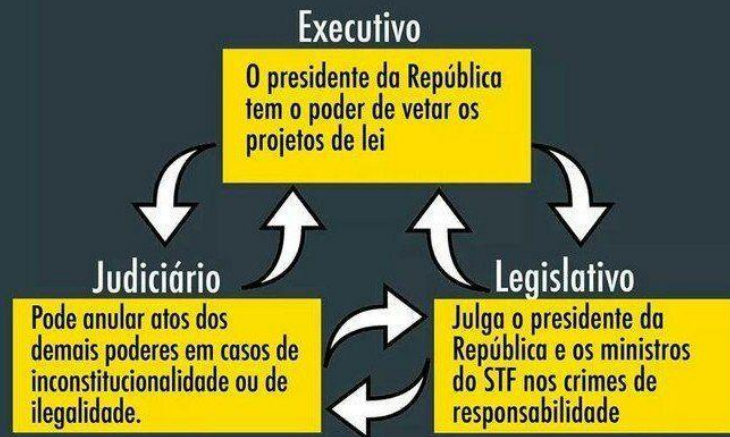 Executivo
O presidente da República
tem o poder de vetar os
projetos de lei
Judiciário
Pode anular atos dos
demais poderes em casos de
inconstitucionalidade ou de
ilegalidade.
Legislativo
Julga o presidente da
República e os ministros
do STF nos crimes de
responsabilidade